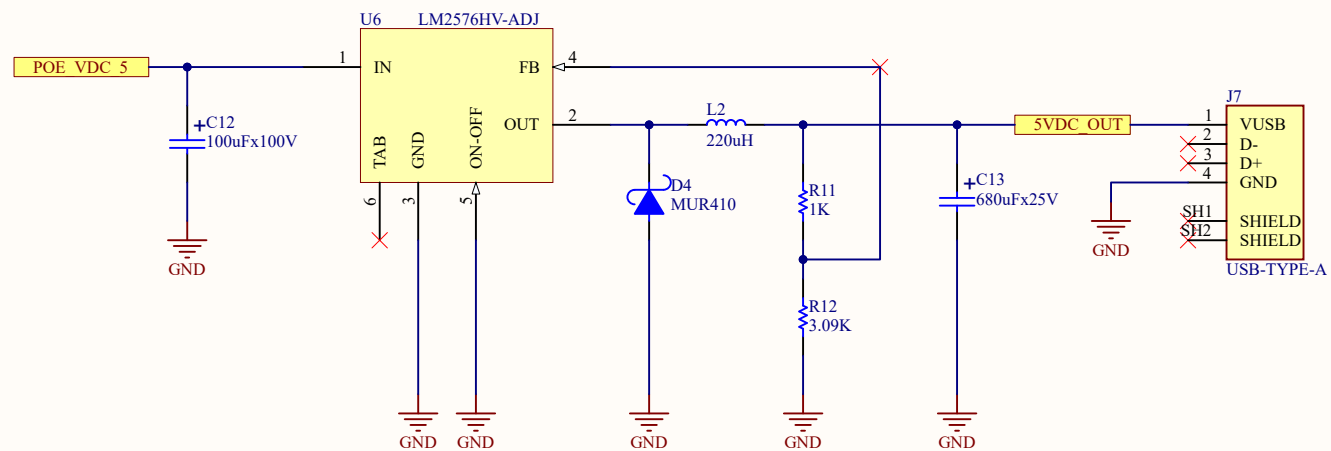 U6
LM2576HV-ADJ
POE_VDC_5
1
IN
FB
4
C12
100uFx100V
TAB
GND
ON-OFF
OUT
2
6
3
5
L2
220uH
5VDC_OUT
J7
1
VUSB
2
D-
3
D+
4
GND
SH1
SHIELD
SH2
SHIELD
USB-TYPE-A
D4
MUR410
R11
1K
C13
680uFx25V
R12
3.09K
GND
GND
GND
GND
GND
GND
GND